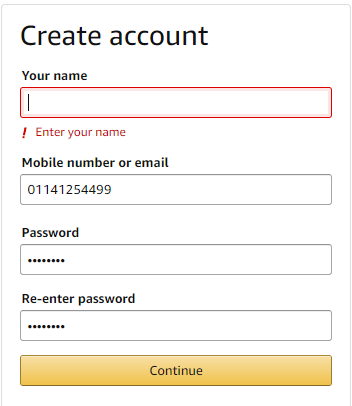 Create account
Your name
! Enter your name
Mobile number or email
01141254499
Password
••••••••
Re-enter password
••••••••
Continue